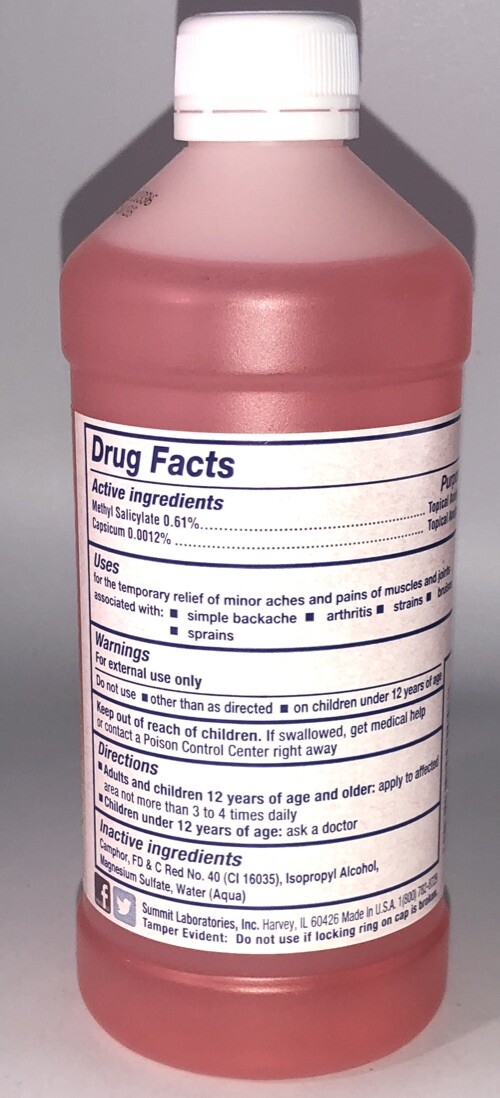 Drug Facts
Active ingredients
Methyl Salicylate 0.61%
Topical
Capsicum 0.0012%
Topical
Uses
for the temporary relief of minor aches and pains of muscles and joints
associated with: ■ simple backache ■ arthritis ■ strains ■
■ sprains
Warnings
For external use only
Do not use ■ other than as directed ■ on children under 12 years of age
Keep out of reach of children. If swallowed, get medical help
or contact a Poison Control Center right away
Directions
■ Adults and children 12 years of age and older: apply to affected
area not more than 3 to 4 times daily
■ Children under 12 years of age: ask a doctor
Inactive ingredients
Camphor, FD & C Red No. 40 (CI 16035), Isopropyl Alcohol,
Magnesium Sulfate, Water (Aqua)
Summit Laboratories, Inc. Harvey, IL 60426 Made in U.S.A.
Tamper Evident: Do not use if locking ring on cap is broken.